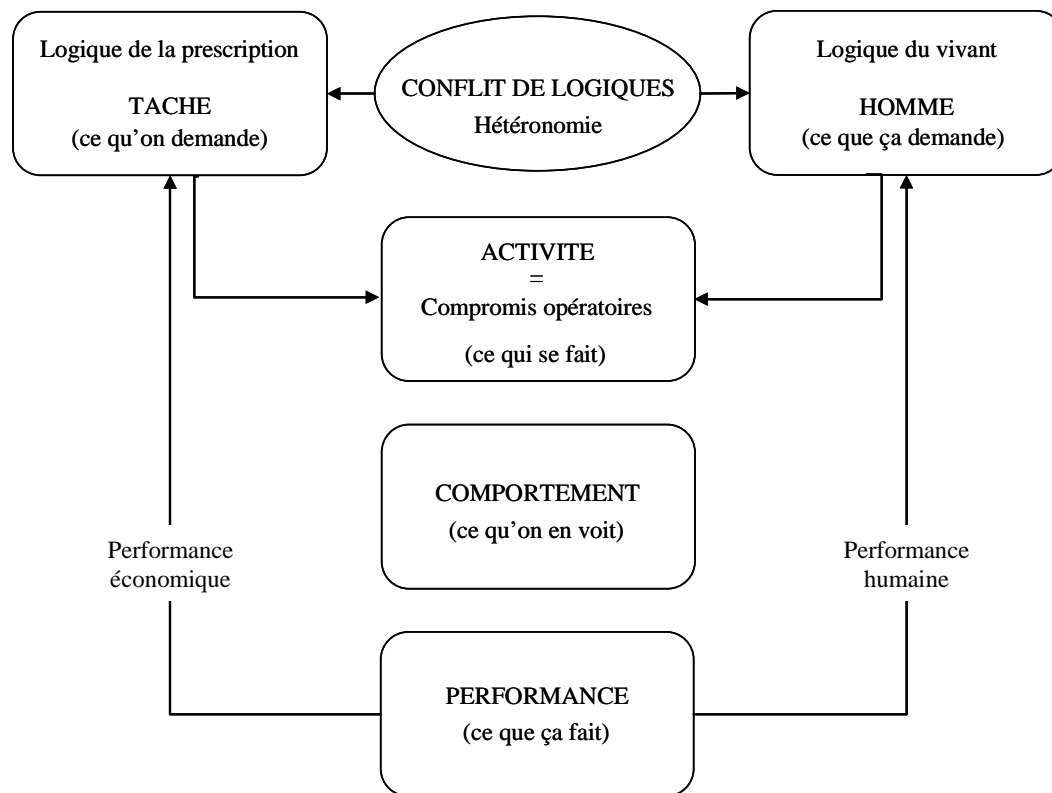 Logique de la prescription
TACHE
(ce qu’on demande)
CONFLIT DE LOGIQUES
Hétéronomie
Logique du vivant
HOMME
(ce que ça demande)
ACTIVITE
=
Compromis opératoires
(ce qui se fait)
COMPORTEMENT
(ce qu’on en voit)
Performance
économique
Performance
humaine
PERFORMANCE
(ce que ça fait)